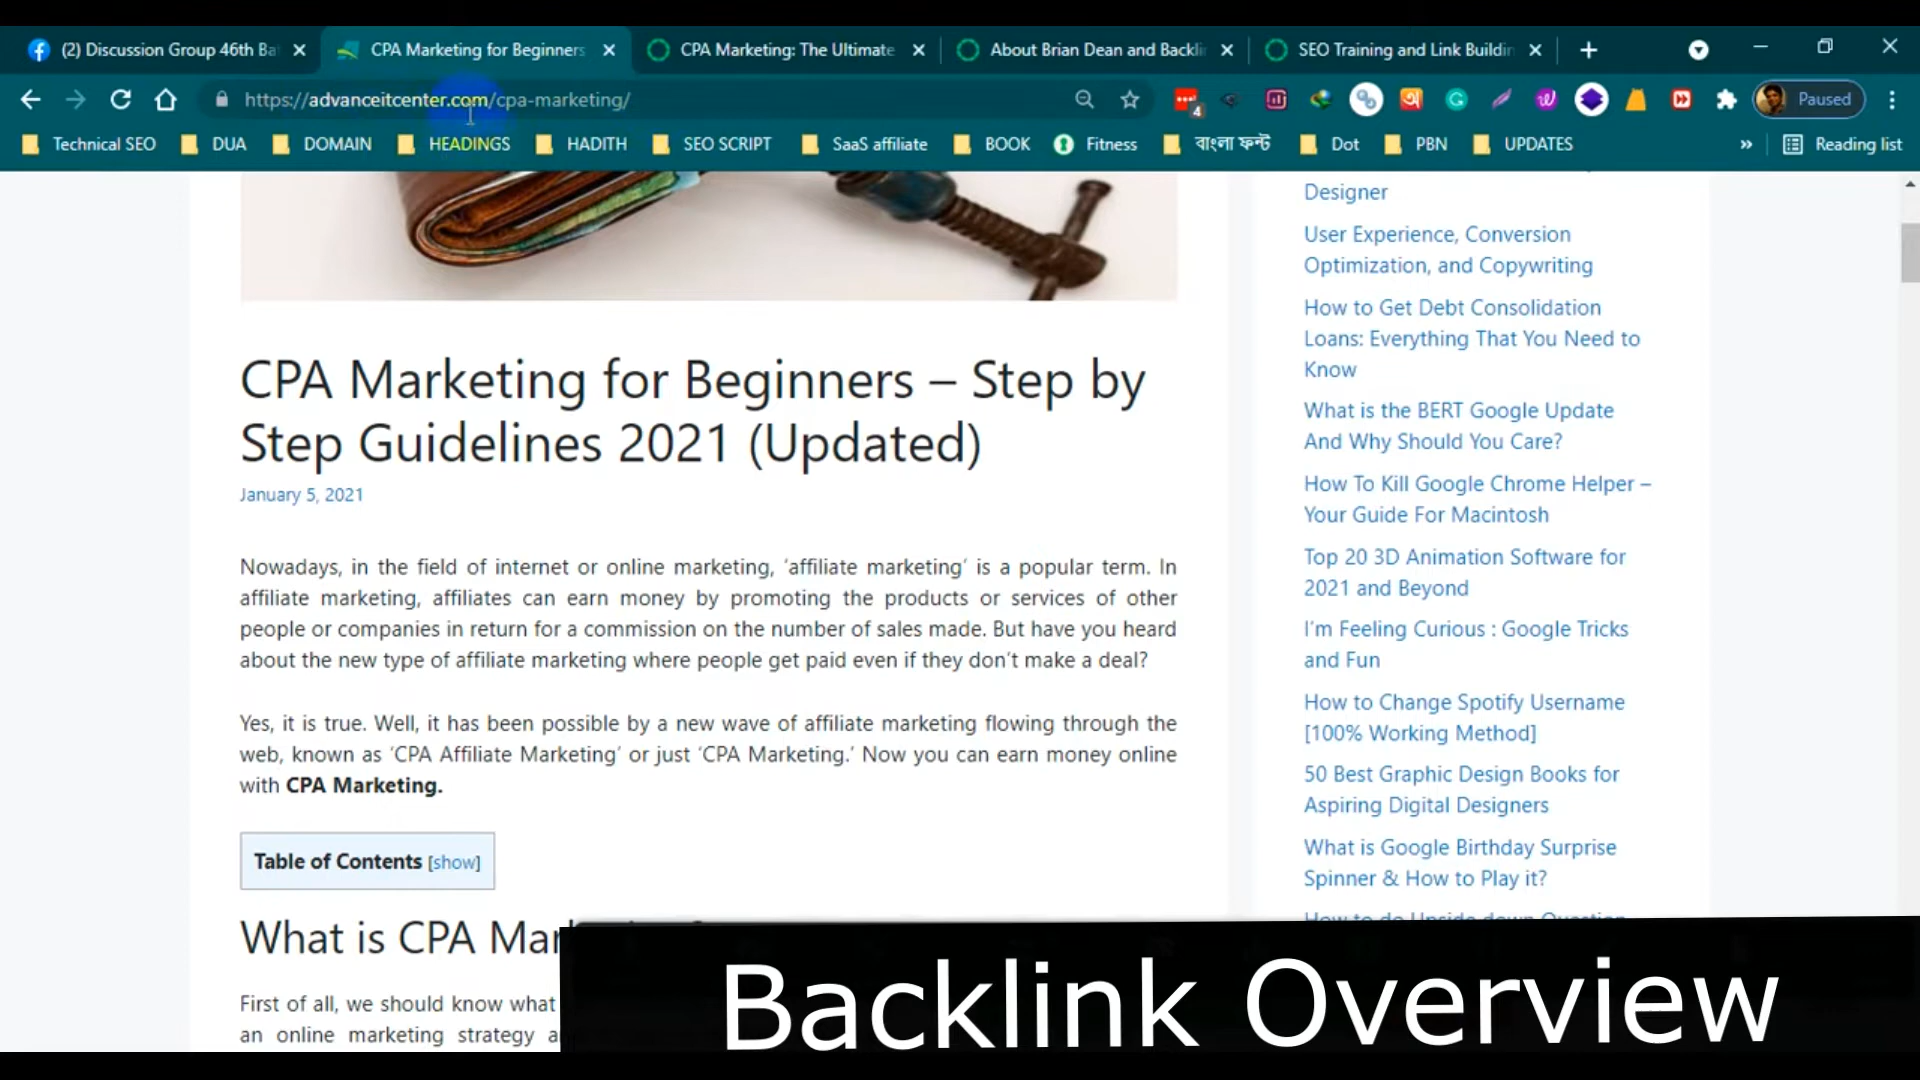 (2) Discussion Group 46th Ba
CPA Marketing for Beginners
CPA Marketing: The Ultimate
About Brian Dean and Backli
SEO Training and Link Buildin
https://advanceitcenter.com/cpa-marketing/
4
Paused
Technical SEO
DUA
DOMAIN
HEADINGS
HADITH
SEO SCRIPT
SaaS affiliate
BOOK
Fitness
বাংলা ফন্ট
Dot
PBN
UPDATES
»
Reading list
CPA Marketing for Beginners – Step by
Step Guidelines 2021 (Updated)
January 5, 2021
Nowadays, in the field of internet or online marketing, ‘affiliate marketing’ is a popular term. In
affiliate marketing, affiliates can earn money by promoting the products or services of other
people or companies in return for a commission on the number of sales made. But have you heard
about the new type of affiliate marketing where people get paid even if they don’t make a deal?
Yes, it is true. Well, it has been possible by a new wave of affiliate marketing flowing through the
web, known as ‘CPA Affiliate Marketing’ or just ‘CPA Marketing.’ Now you can earn money online
with CPA Marketing.
Table of Contents [show]
What is CPA Mar
First of all, we should know what
an online marketing strategy a
Designer
User Experience, Conversion
Optimization, and Copywriting
How to Get Debt Consolidation
Loans: Everything That You Need to
Know
What is the BERT Google Update
And Why Should You Care?
How To Kill Google Chrome Helper –
Your Guide For Macintosh
Top 20 3D Animation Software for
2021 and Beyond
I’m Feeling Curious : Google Tricks
and Fun
How to Change Spotify Username
[100% Working Method]
50 Best Graphic Design Books for
Aspiring Digital Designers
What is Google Birthday Surprise
Spinner & How to Play it?
Backlink Overview